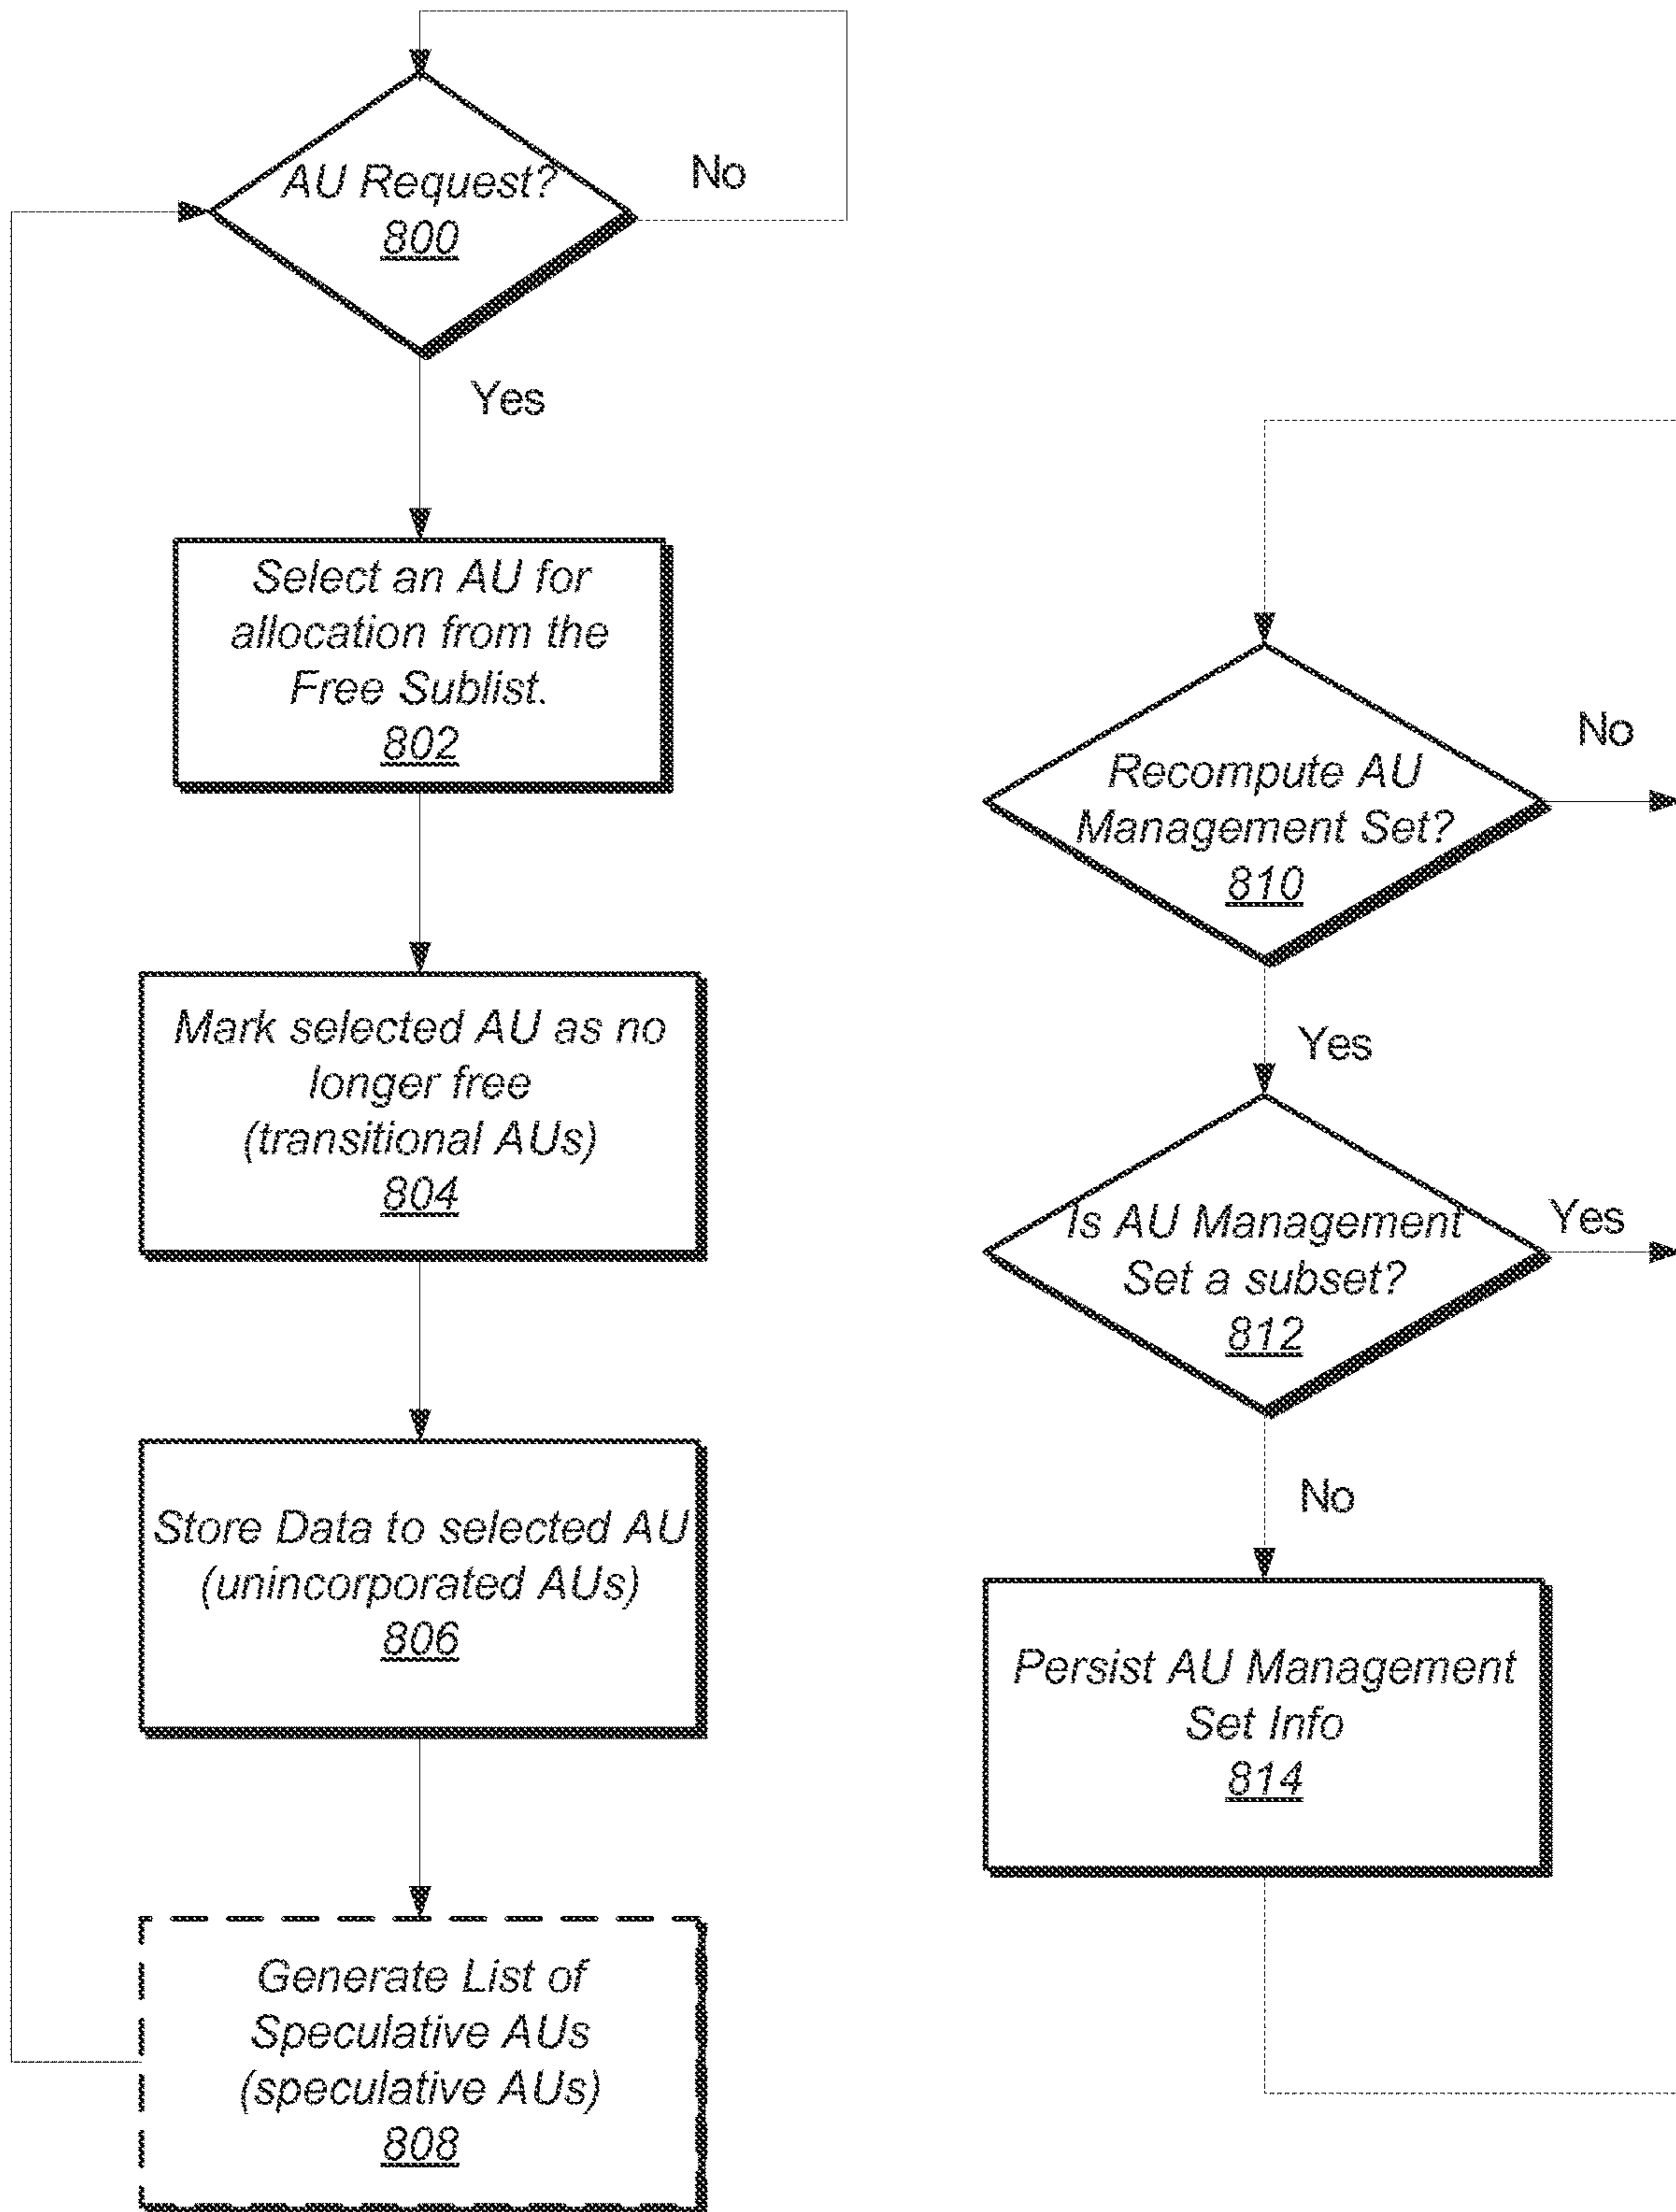 AU Request?
800
No
Yes
Select an AU for
allocation from the
Free Sublist.
802
Mark selected AU as no
longer free
(transitional AUs)
804
Store Data to selected AU
(unincorporated AUs)
806
Generate List of
Speculative AUs
(speculative AUs)
808
Recompute AU
Management Set?
810
No
Yes
Is AU Management
Set a subset?
812
Yes
No
Persist AU Management
Set Info
814